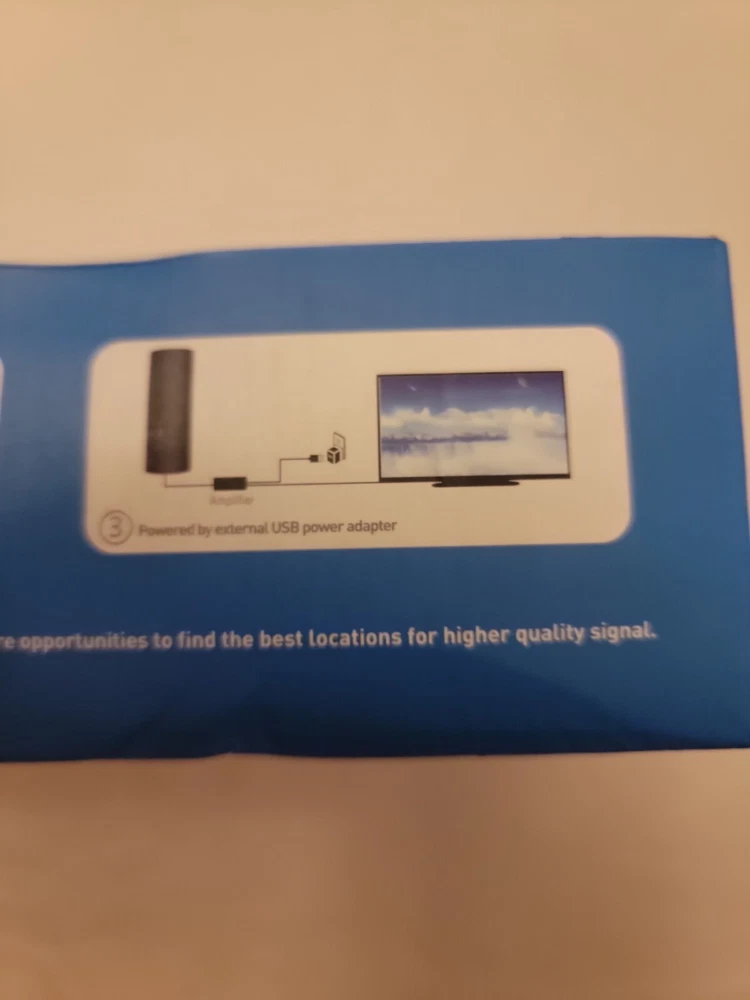 Amplifier
3 Powered by external USB power adapter
re opportunities to find the best locations for higher quality signal.